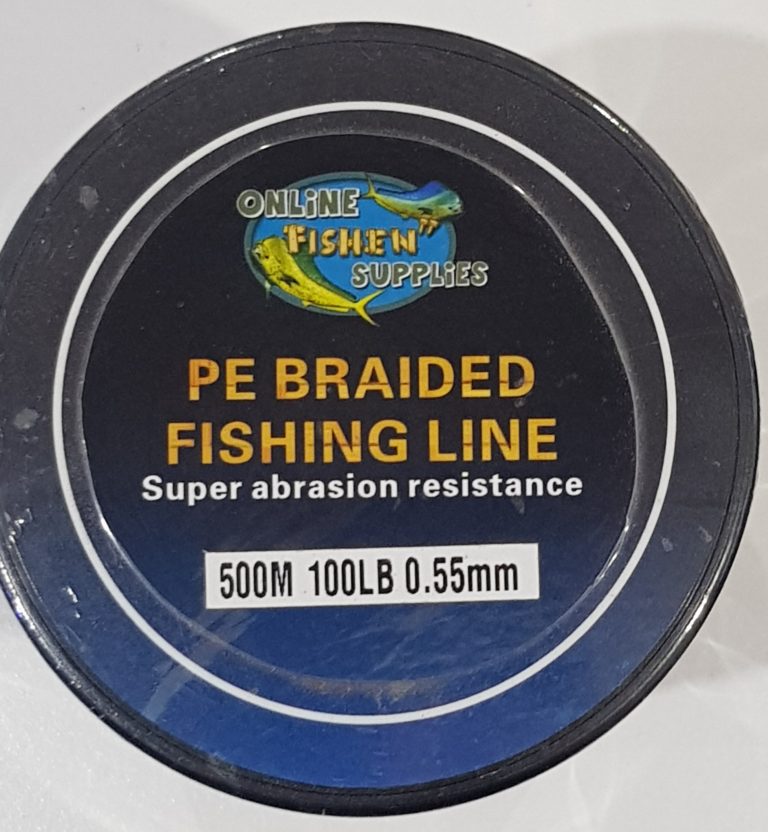 ONLiNE
"FISHEN"
SUPPLiES
PE BRAIDED
FISHING LINE
Super abrasion resistance
500M 100LB 0.55mm